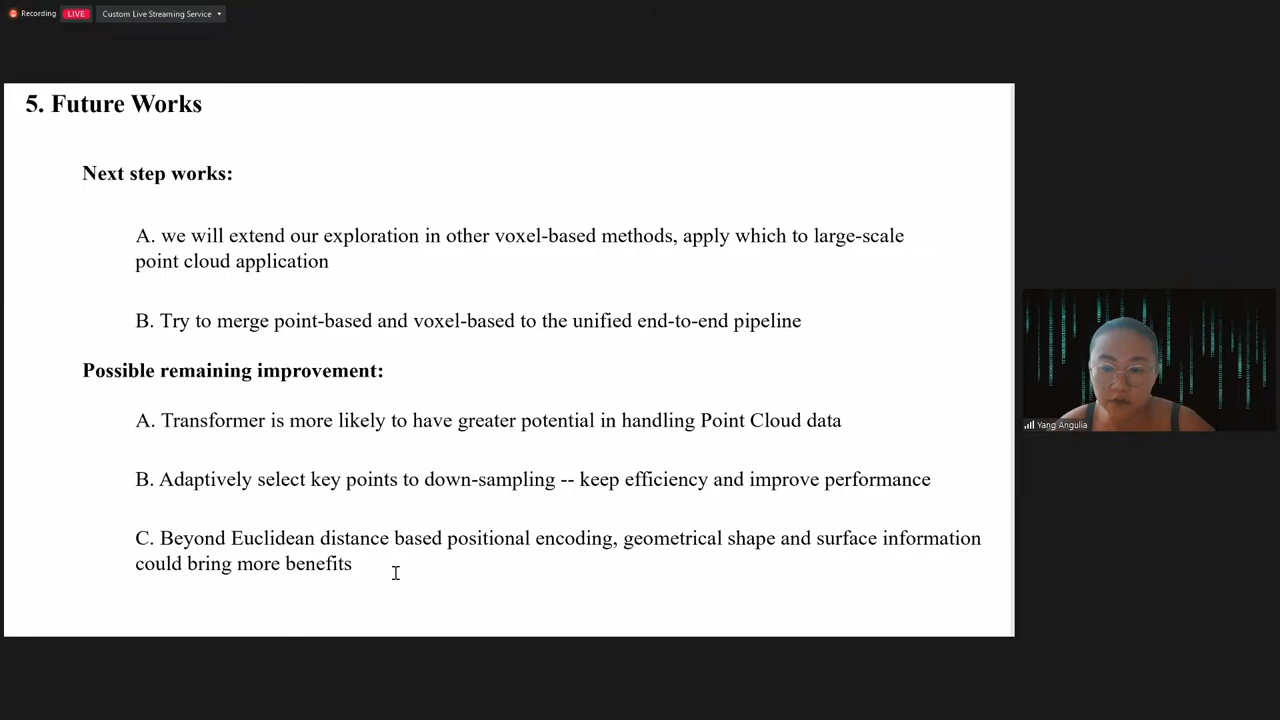 Recording LIVE Custom Live Streaming Service
5. Future Works
Next step works:
A. we will extend our exploration in other voxel-based methods, apply which to large-scale
point cloud application
B. Try to merge point-based and voxel-based to the unified end-to-end pipeline
Possible remaining improvement:
A. Transformer is more likely to have greater potential in handling Point Cloud data
B. Adaptively select key points to down-sampling -- keep efficiency and improve performance
C. Beyond Euclidean distance based positional encoding, geometrical shape and surface information
could bring more benefits
Yang Angulia